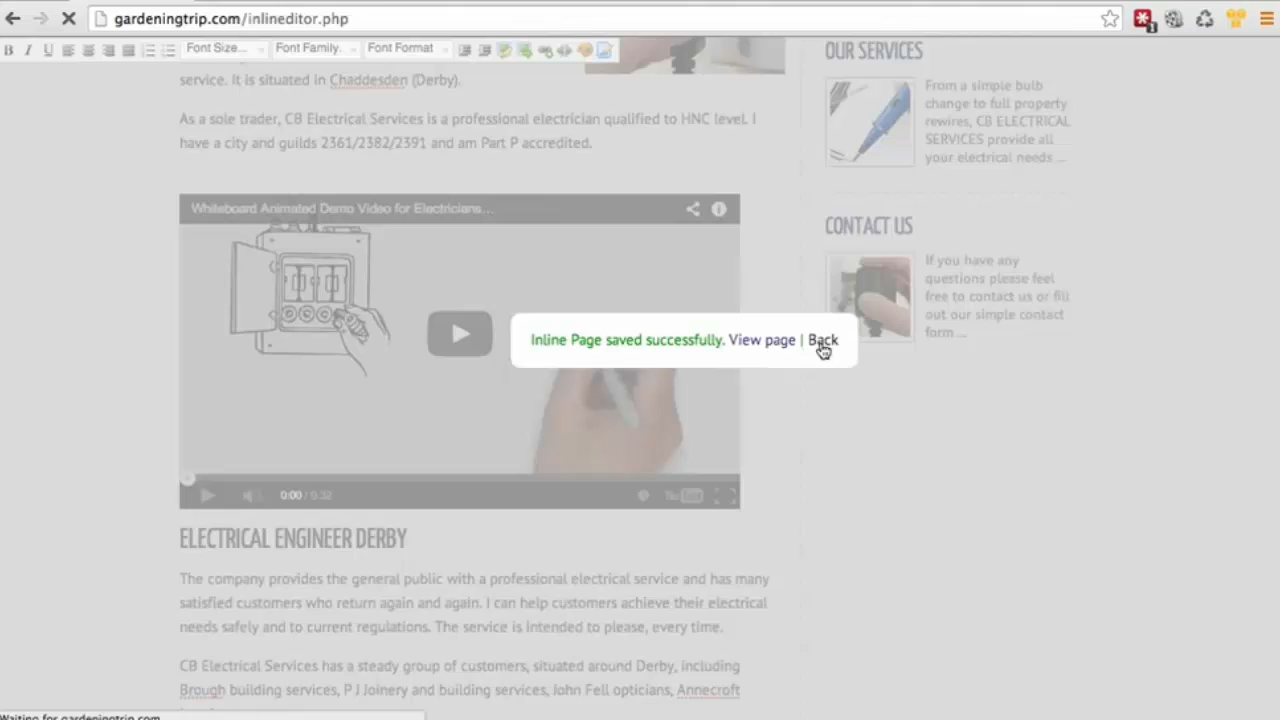 gardeningtrip.com/inlineditor.php
B I U Font Size... Font Family. Font Format
service. It is situated in Chaddesden (Derby).
As a sole trader, CB Electrical Services is a professional electrician qualified to HNC level. I
have a city and guilds 2361/2382/2391 and am Part P accredited.
Whiteboard Animated Demo Video for Electricians...
0:00 / 0:32
ELECTRICAL ENGINEER DERBY
The company provides the general public with a professional electrical service and has many
satisfied customers who return again and again. I can help customers achieve their electrical
needs safely and to current regulations. The service is intended to please, every time.
CB Electrical Services has a steady group of customers, situated around Derby, including
Brough building services, P J Joinery and building services, John Fell opticians, Annecroft
Inline Page saved successfully. View page | Back
OUR SERVICES
From a simple bulb
change to full property
rewires, CB ELECTRICAL
SERVICES provide all
your electrical needs ...
CONTACT US
If you have any
questions please feel
free to contact us or fill
out our simple contact
form ...
Waiting for gardeningtrip.com